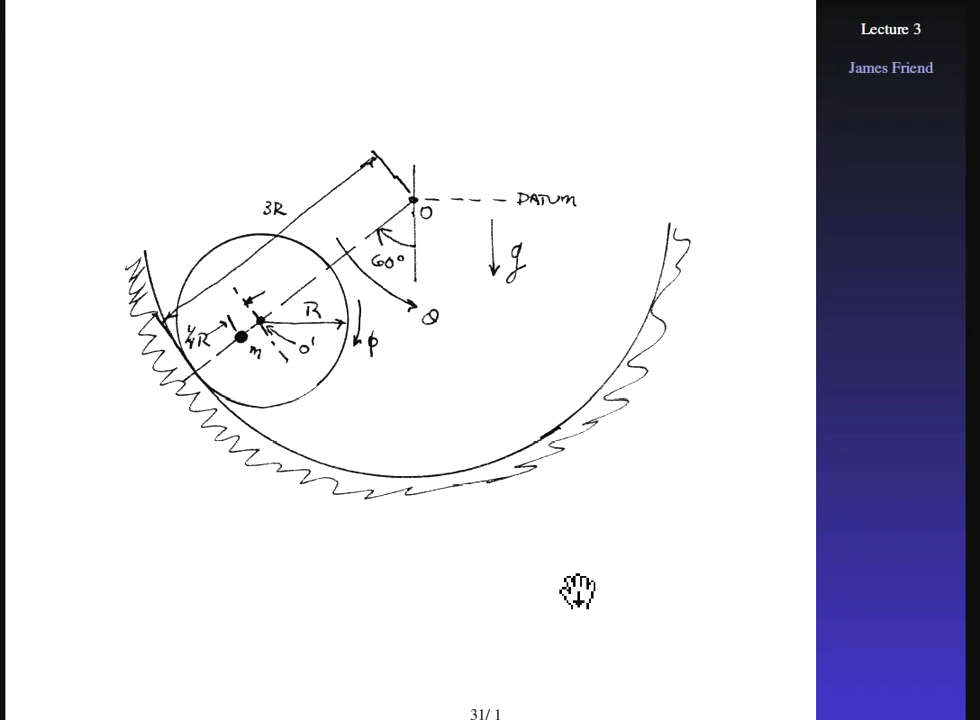 Lecture 3
James Friend
3R
O
DATUM
60°
g
θ
R
¼R
m
O'
φ
31/ 1